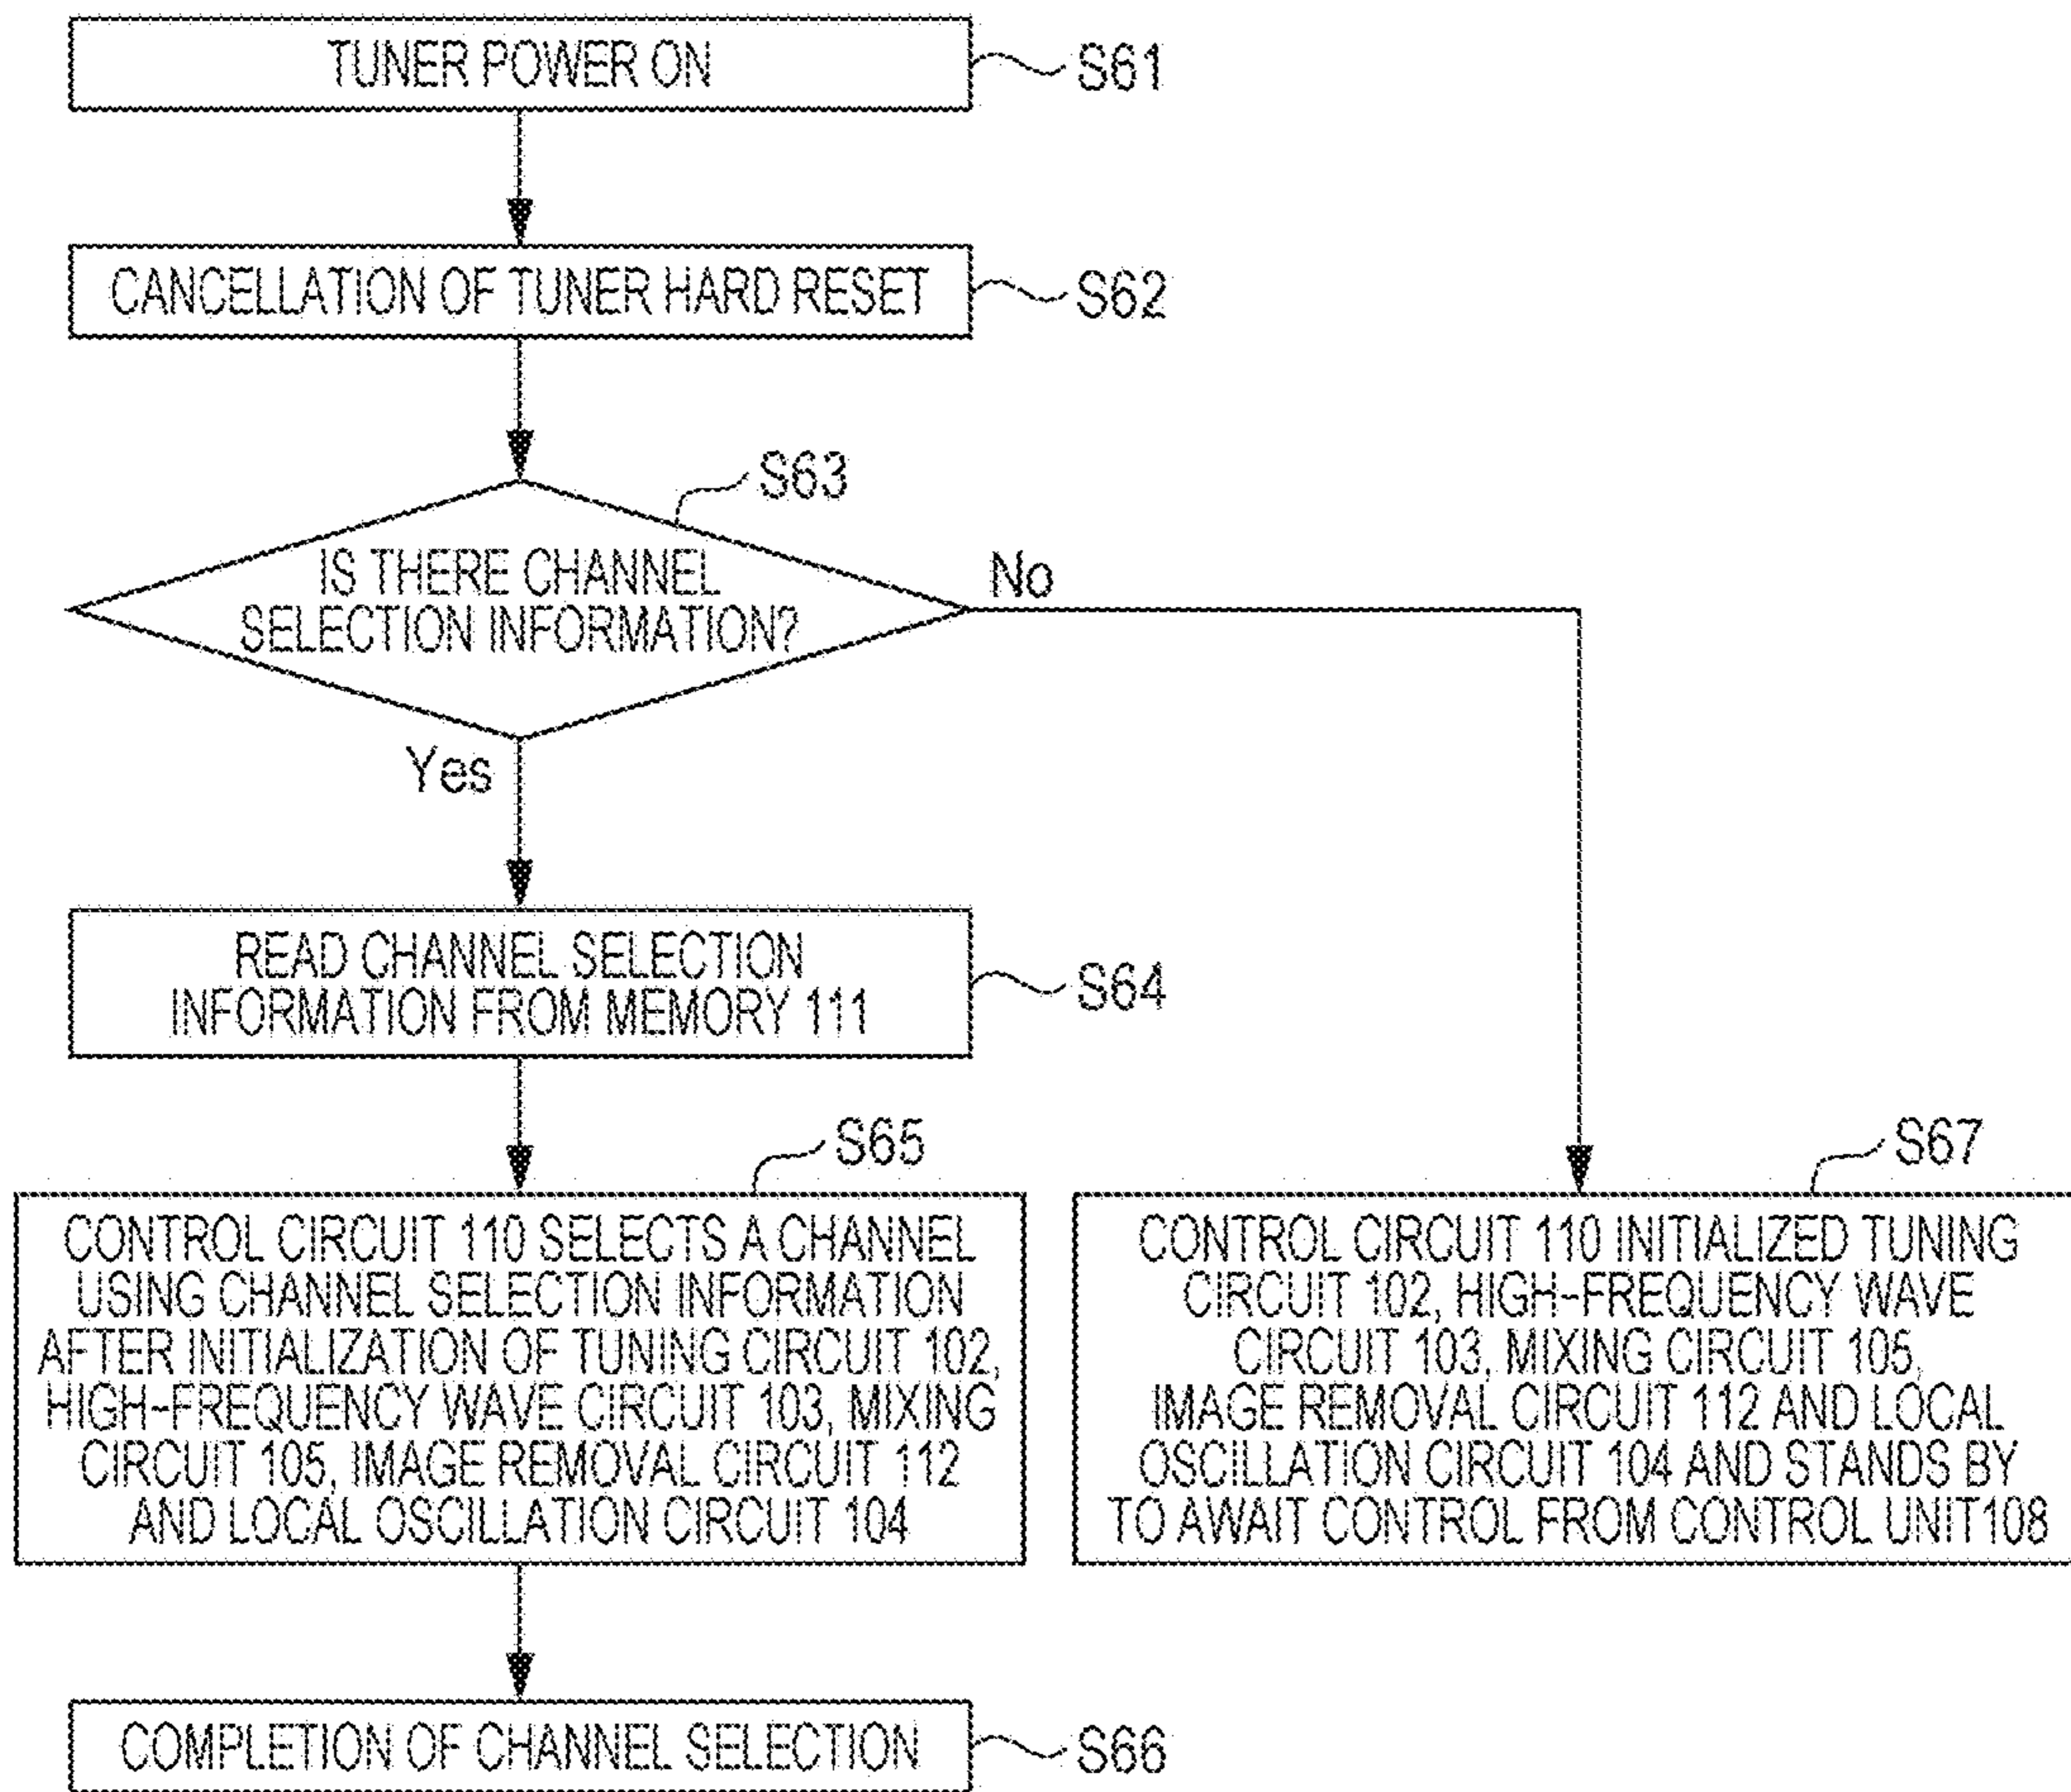 TUNER POWER ON
S61
CANCELLATION OF TUNER HARD RESET
S62
S63
IS THERE CHANNEL
SELECTION INFORMATION?
No
Yes
READ CHANNEL SELECTION
INFORMATION FROM MEMORY 111
S64
S65
CONTROL CIRCUIT 110 SELECTS A CHANNEL
USING CHANNEL SELECTION INFORMATION
AFTER INITIALIZATION OF TUNING CIRCUIT 102,
HIGH-FREQUENCY WAVE CIRCUIT 103, MIXING
CIRCUIT 105, IMAGE REMOVAL CIRCUIT 112
AND LOCAL OSCILLATION CIRCUIT 104
S67
CONTROL CIRCUIT 110 INITIALIZED TUNING
CIRCUIT 102, HIGH-FREQUENCY WAVE
CIRCUIT 103, MIXING CIRCUIT 105,
IMAGE REMOVAL CIRCUIT 112 AND LOCAL
OSCILLATION CIRCUIT 104 AND STANDS BY
TO AWAIT CONTROL FROM CONTROL UNIT108
COMPLETION OF CHANNEL SELECTION
S66